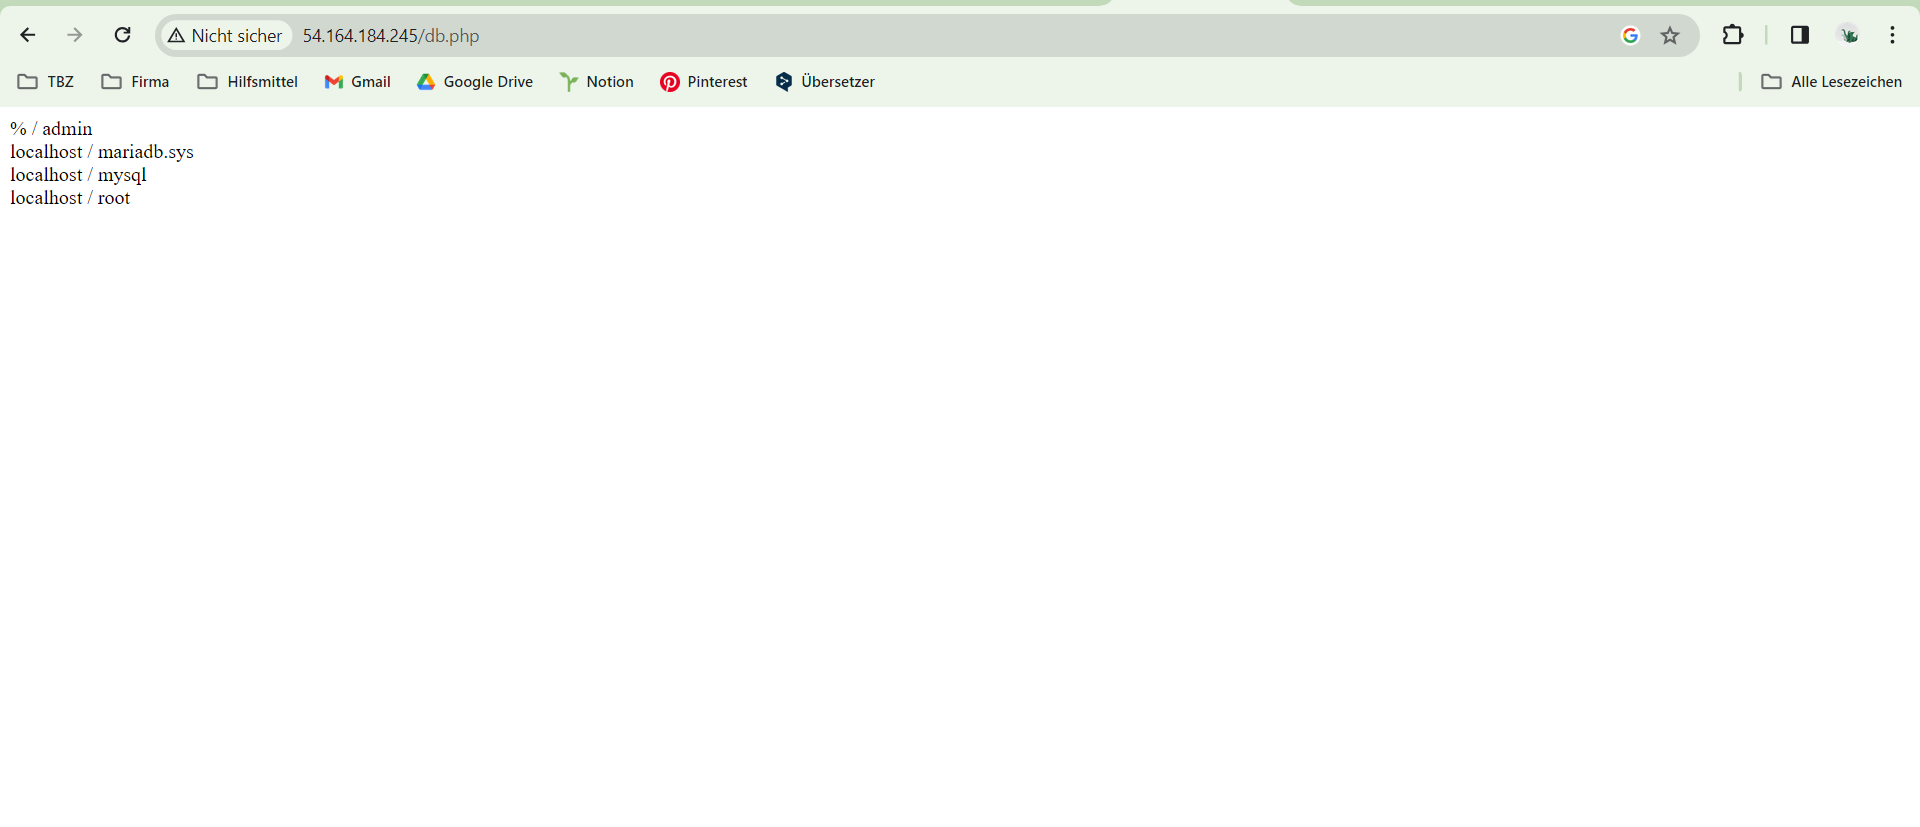 Nicht sicher 54.164.184.245/db.php
TBZ Firma Hilfsmittel Gmail Google Drive Notion Pinterest Übersetzer Alle Lesezeichen
% / admin
localhost / mariadb.sys
localhost / mysql
localhost / root